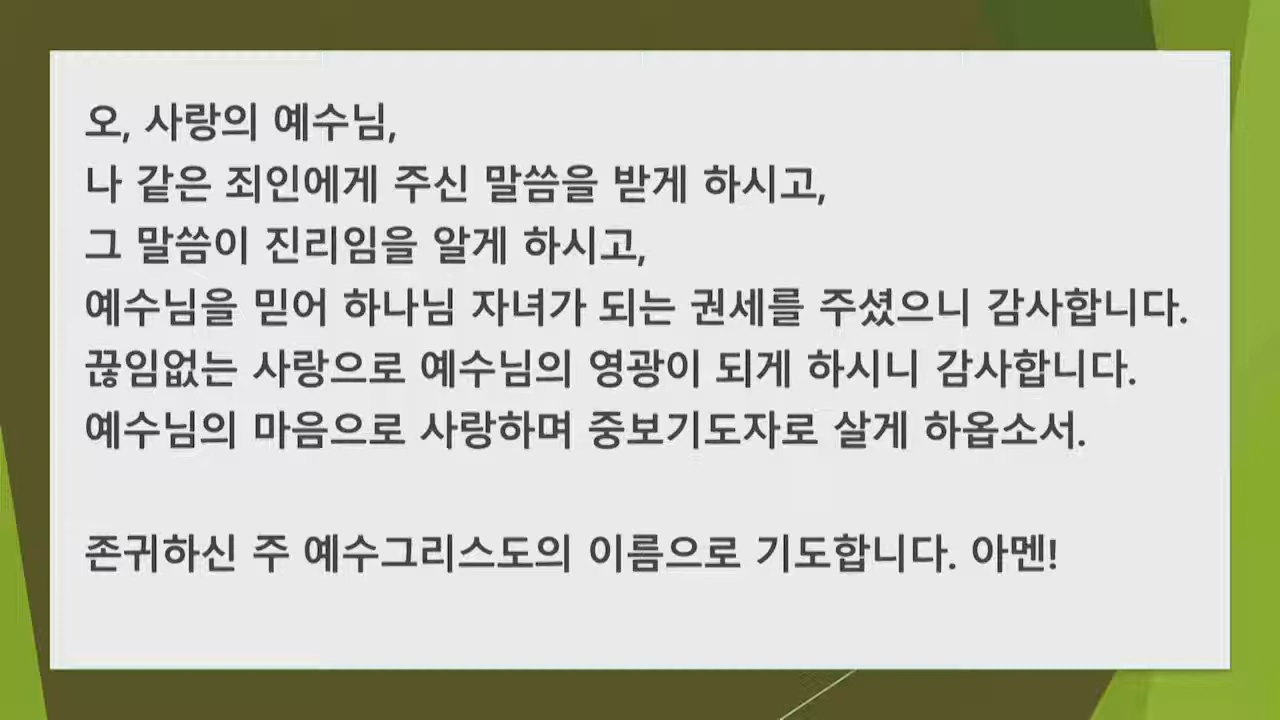 오, 사랑의 예수님,
나 같은 죄인에게 주신 말씀을 받게 하시고,
그 말씀이 진리임을 알게 하시고,
예수님을 믿어 하나님 자녀가 되는 권세를 주셨으니 감사합니다.
끊임없는 사랑으로 예수님의 영광이 되게 하시니 감사합니다.
예수님의 마음으로 사랑하며 중보기도자로 살게 하옵소서.
존귀하신 주 예수그리스도의 이름으로 기도합니다. 아멘!